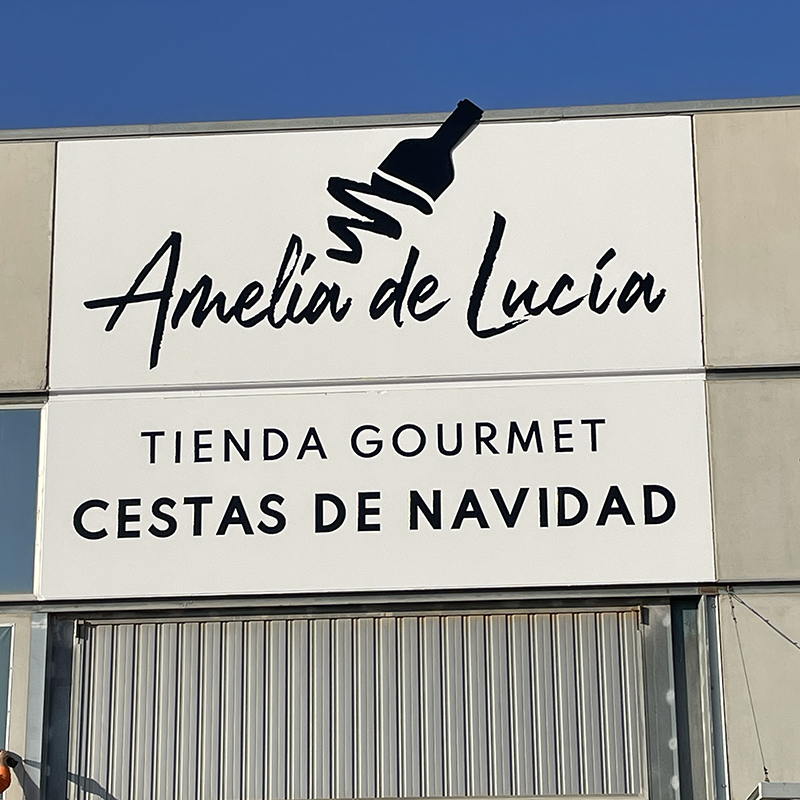 Amelia de Lucía
TIENDA GOURMET
CESTAS DE NAVIDAD